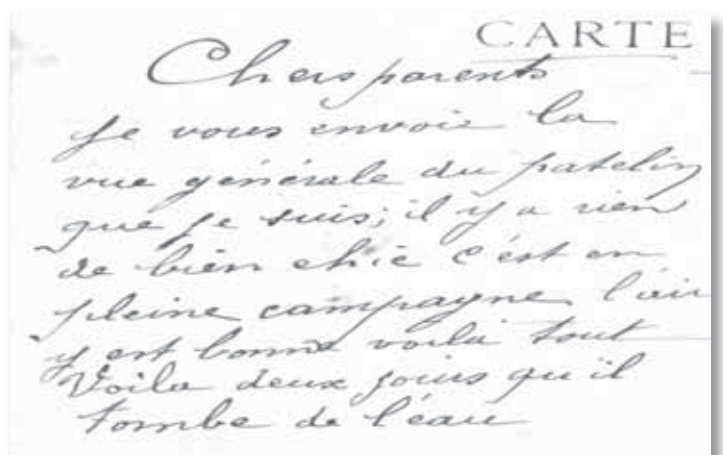 CARTE
Chers parents
je vous envoie la
vue générale du patelin
que je suis; il y a rien
de bien chic c'est en
pleine campagne l'air
y est bonne voilà tout
Voila deux jours qu'il
tombe de l'eau